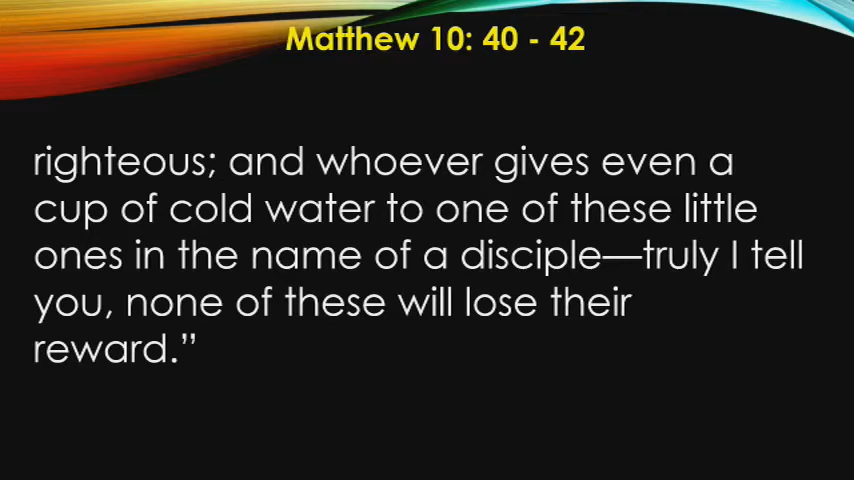 Matthew 10: 40 - 42
righteous; and whoever gives even a
cup of cold water to one of these little
ones in the name of a disciple—truly I tell
you, none of these will lose their
reward.”